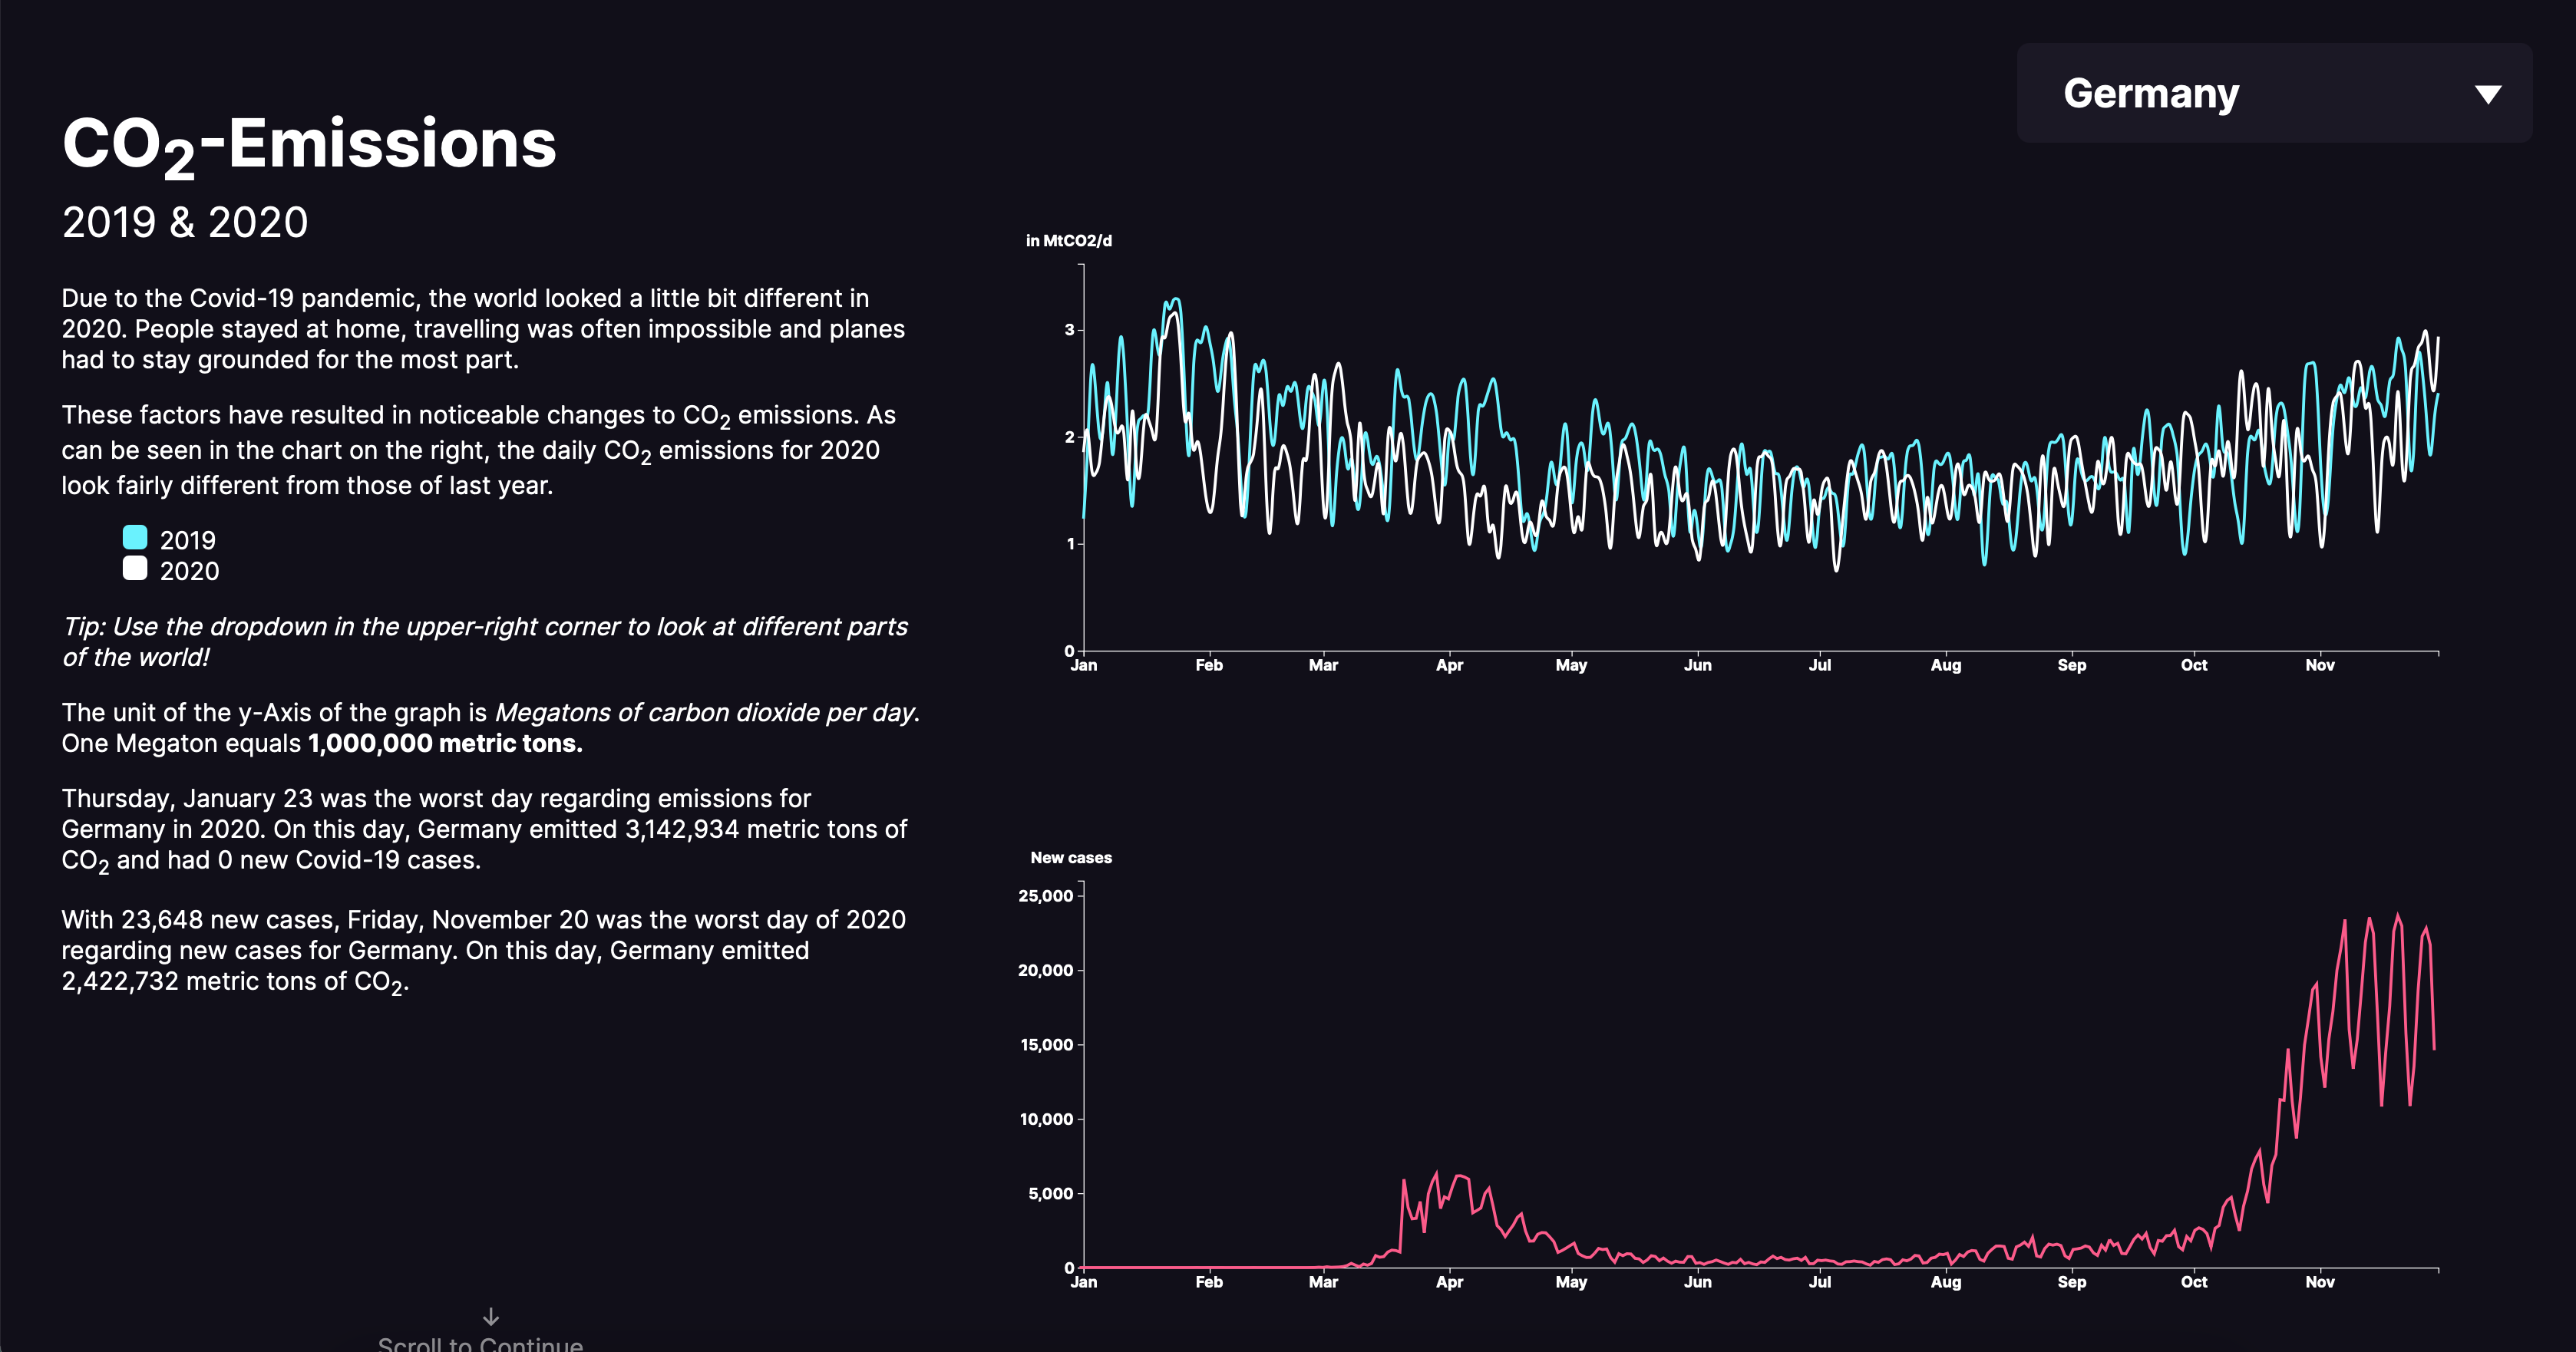 Germany
CO₂-Emissions
2019 & 2020
Due to the Covid-19 pandemic, the world looked a little bit different in
2020. People stayed at home, travelling was often impossible and planes
had to stay grounded for the most part.
These factors have resulted in noticeable changes to CO₂ emissions. As
can be seen in the chart on the right, the daily CO₂ emissions for 2020
look fairly different from those of last year.
2019
2020
Tip: Use the dropdown in the upper-right corner to look at different parts
of the world!
The unit of the y-Axis of the graph is Megatons of carbon dioxide per day.
One Megaton equals 1,000,000 metric tons.
Thursday, January 23 was the worst day regarding emissions for
Germany in 2020. On this day, Germany emitted 3,142,934 metric tons of
CO₂ and had 0 new Covid-19 cases.
With 23,648 new cases, Friday, November 20 was the worst day of 2020
regarding new cases for Germany. On this day, Germany emitted
2,422,732 metric tons of CO₂.
Scroll to Continue
in MtCO2/d
3
2
1
0
Jan Feb Mar Apr May Jun Jul Aug Sep Oct Nov
New cases
25,000
20,000
15,000
10,000
5,000
0
Jan Feb Mar Apr May Jun Jul Aug Sep Oct Nov